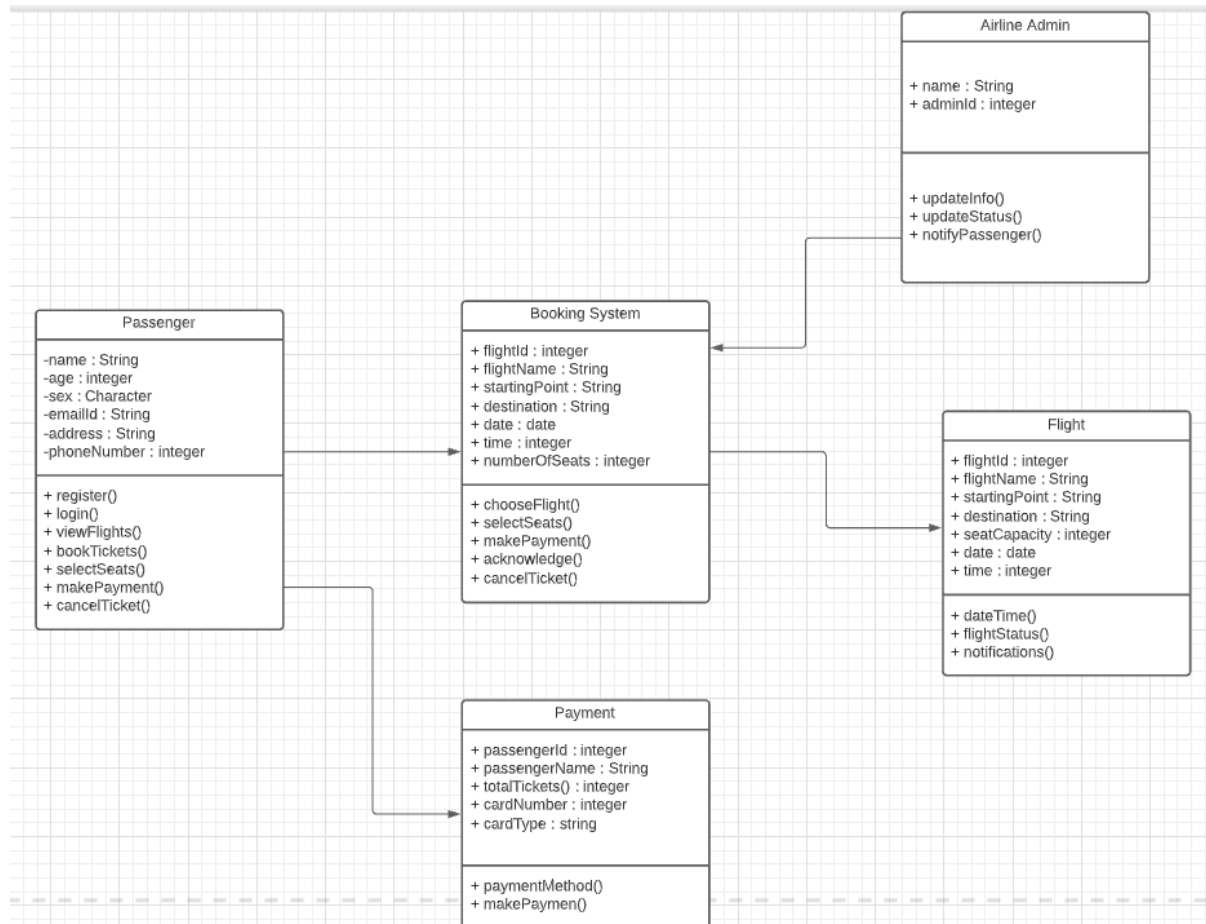 Airline Admin
+ name : String
+ adminId : integer
+ updateInfo()
+ updateStatus()
+ notifyPassenger()
Passenger
-name : String
-age : integer
-sex : Character
-emailId : String
-address : String
-phoneNumber : integer
+ register()
+ login()
+ viewFlights()
+ bookTickets()
+ selectSeats()
+ makePayment()
+ cancelTicket()
Booking System
+ flightId : integer
+ flightName : String
+ startingPoint : String
+ destination : String
+ date : date
+ time : integer
+ numberOfSeats : integer
+ chooseFlight()
+ selectSeats()
+ makePayment()
+ acknowledge()
+ cancelTicket()
Flight
+ flightId : integer
+ flightName : String
+ startingPoint : String
+ destination : String
+ seatCapacity : integer
+ date : date
+ time : integer
+ dateTime()
+ flightStatus()
+ notifications()
Payment
+ passengerId : integer
+ passengerName : String
+ totalTickets() : integer
+ cardNumber : integer
+ cardType : string
+ paymentMethod()
+ makePaymen()